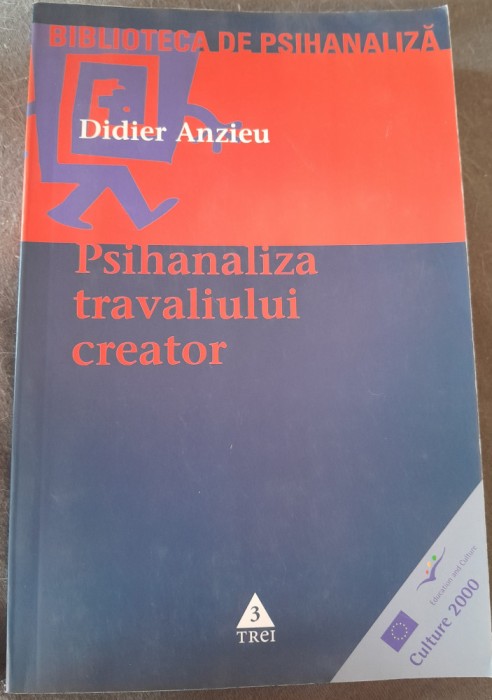 BIBLIOTECA DE PSIHANALIZĂ
Didier Anzieu
Psihanaliza
travaliului
creator
3
TREI
Education and Culture
Culture 2000